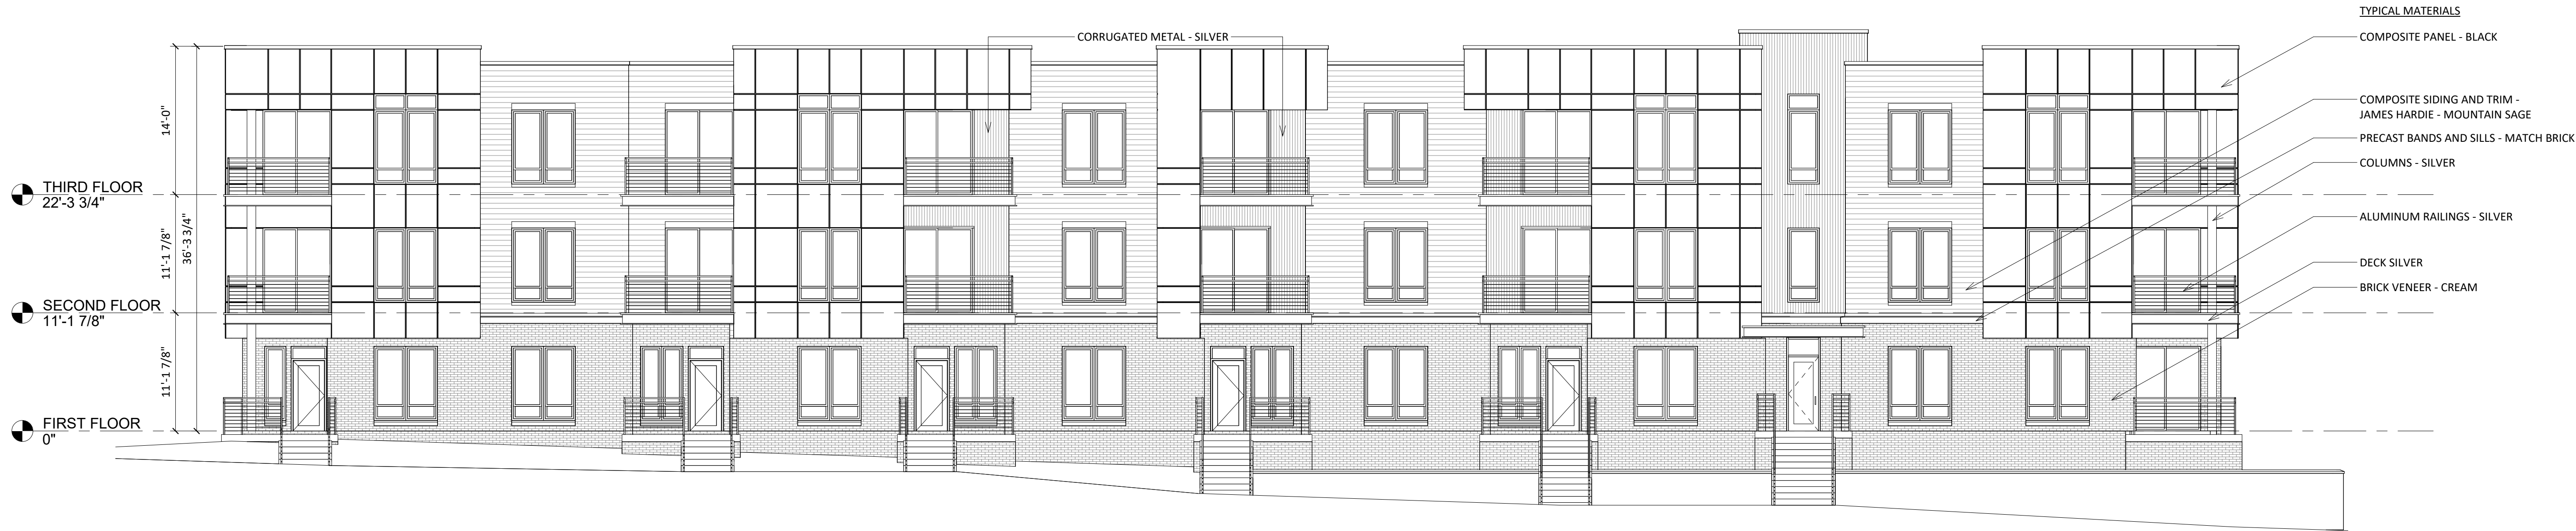 TYPICAL MATERIALS
CORRUGATED METAL - SILVER
COMPOSITE PANEL - BLACK
COMPOSITE SIDING AND TRIM -
JAMES HARDIE - MOUNTAIN SAGE
PRECAST BANDS AND SILLS - MATCH BRICK
COLUMNS - SILVER
ALUMINUM RAILINGS - SILVER
DECK SILVER
BRICK VENEER - CREAM
14'-0"
11'-1 7/8"
36'-3 3/4"
11'-1 7/8"
THIRD FLOOR
22'-3 3/4"
SECOND FLOOR
11'-1 7/8"
FIRST FLOOR
0"